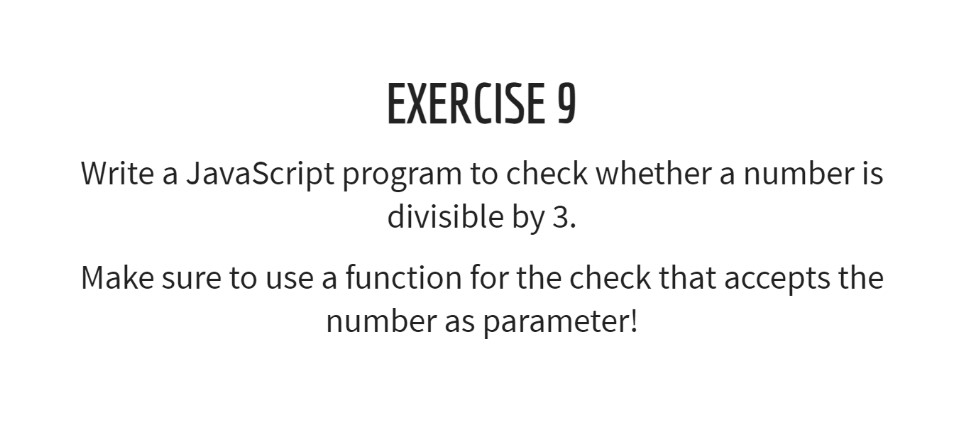 EXERCISE 9
Write a JavaScript program to check whether a number is
divisible by 3.
Make sure to use a function for the check that accepts the
number as parameter!